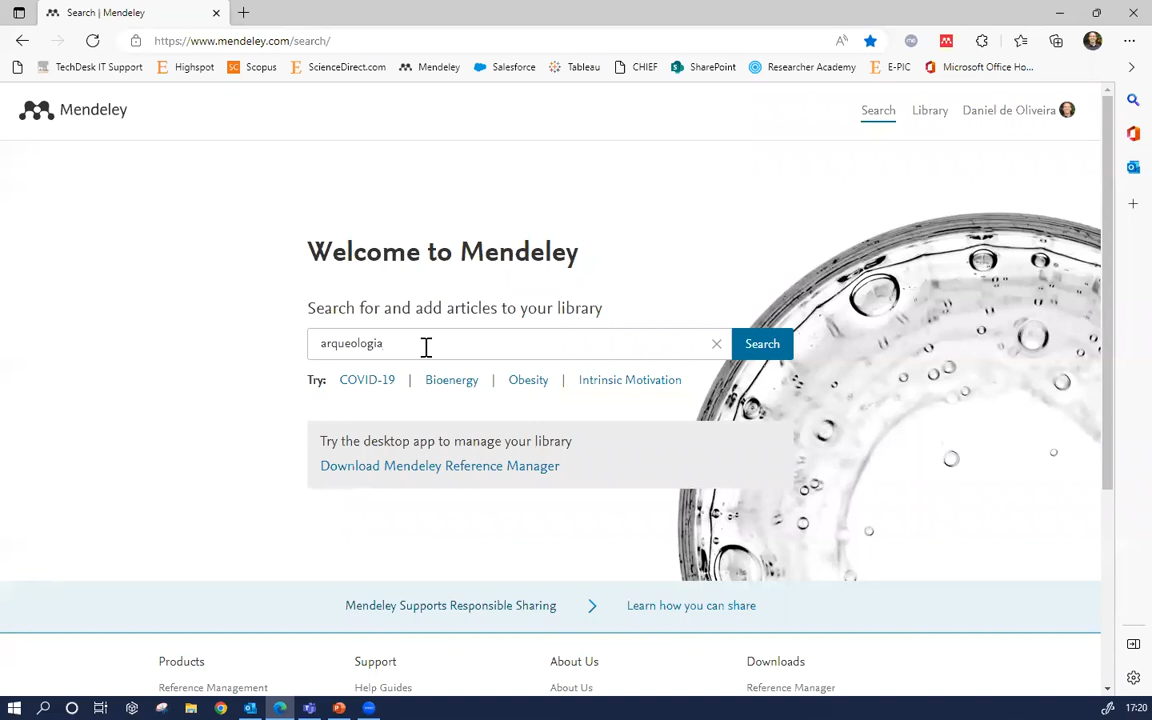 Search | Mendeley
https://www.mendeley.com/search/
TechDesk IT Support
Highspot
Scopus
ScienceDirect.com
Mendeley
Salesforce
Tableau
CHIEF
SharePoint
Researcher Academy
E-PIC
Microsoft Office Ho...
Mendeley
Search
Library
Daniel de Oliveira
Welcome to Mendeley
Search for and add articles to your library
arqueologia
Search
Try: COVID-19 | Bioenergy | Obesity | Intrinsic Motivation
Try the desktop app to manage your library
Download Mendeley Reference Manager
Mendeley Supports Responsible Sharing
Learn how you can share
Products
Support
About Us
Downloads
Reference Management
Help Guides
About Us
Reference Manager
17:20